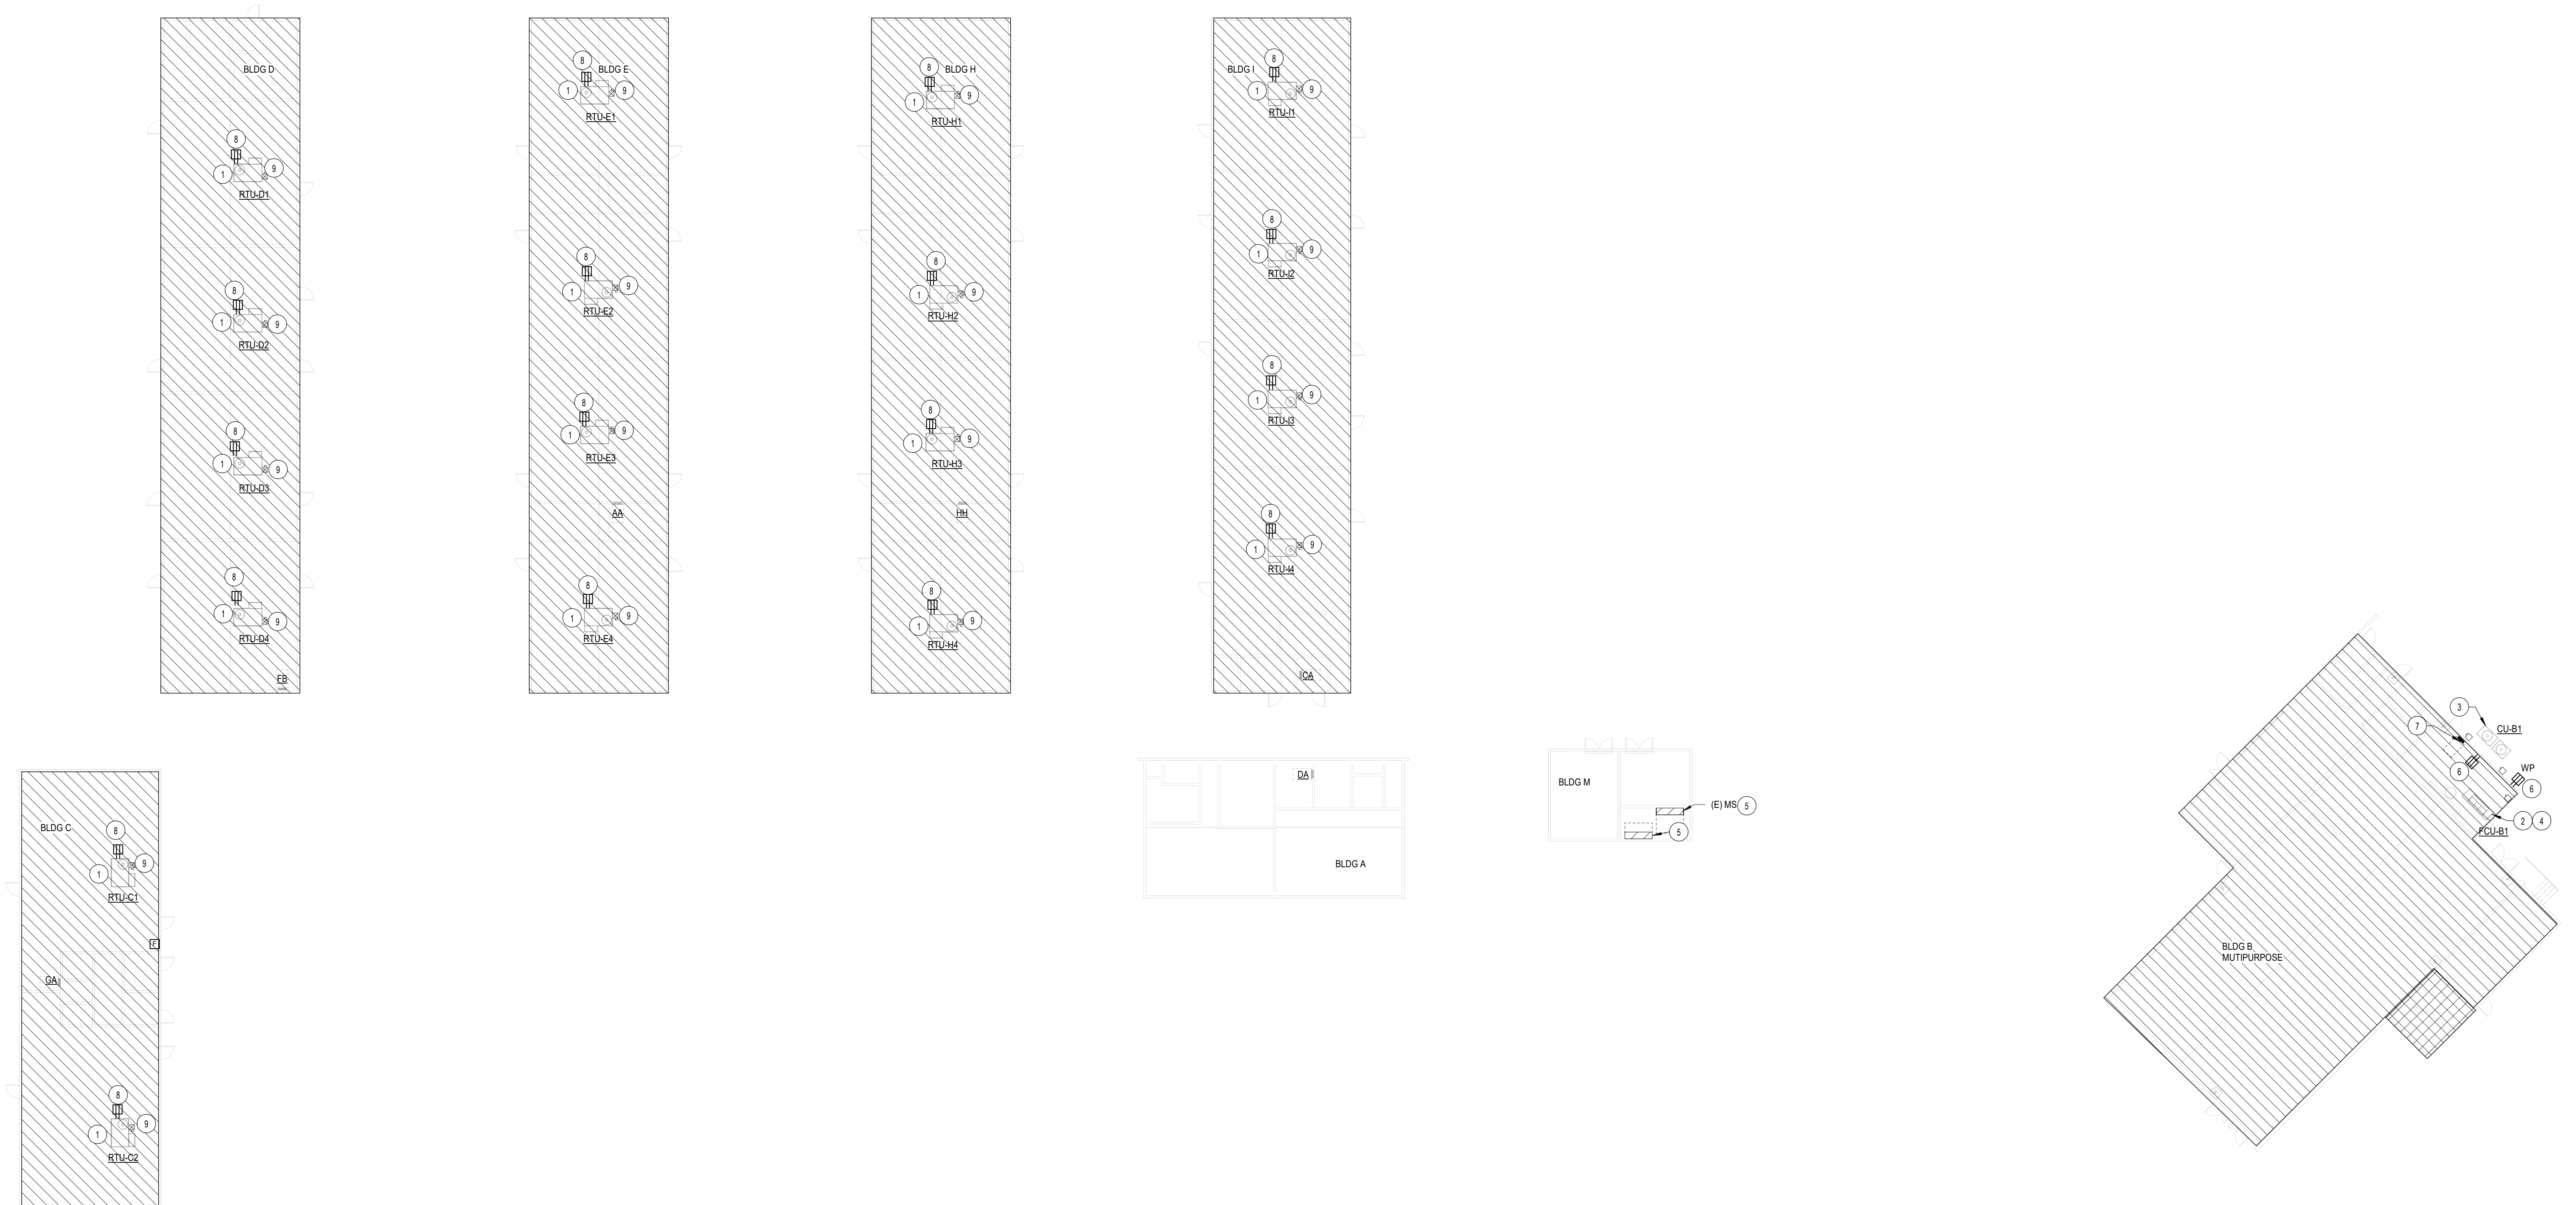 BLDG D
8
1
9
RTU-D1
8
1
9
RTU-D2
8
1
9
RTU-D3
8
1
9
RTU-D4
FB
BLDG E
8
1
9
RTU-E1
8
1
9
RTU-E2
8
1
9
RTU-E3
AA
8
1
9
RTU-E4
BLDG H
8
1
9
RTU-H1
8
1
9
RTU-H2
8
1
9
RTU-H3
HH
8
1
9
RTU-H4
BLDG I
8
1
9
RTU-I1
8
1
9
RTU-I2
8
1
9
RTU-I3
8
1
9
RTU-I4
CA
BLDG C
8
1
9
RTU-C1
F
GA
8
1
9
RTU-C2
DA
BLDG A
BLDG M
(E) MS 5
5
3
7
CU-B1
6
WP
6
2 4
FCU-B1
BLDG B
MUTIPURPOSE